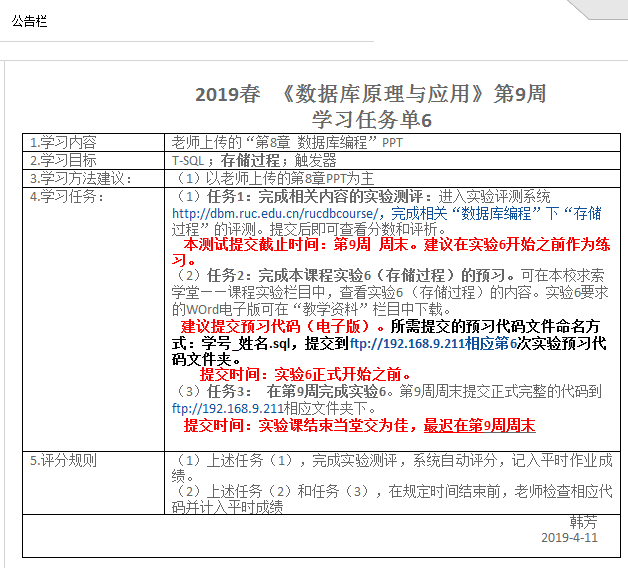 公告栏
2019春 《数据库原理与应用》第9周
学习任务单6
1.学习内容
老师上传的“第8章 数据库编程”PPT
2.学习目标
T-SQL；存储过程；触发器
3.学习方法建议：
（1）以老师上传的第8章PPT为主
4.学习任务：
（1）任务1：完成相关内容的实验测评：进入实验评测系统
http://dbm.ruc.edu.cn/rucdbcourse/，完成相关“数据库编程”下“存储
过程”的评测。提交后即可查看分数和评析。
本测试提交截止时间：第9周 周末。建议在实验6开始之前作为练
习。
（2）任务2：完成本课程实验6（存储过程）的预习。可在本校求索
学堂——课程实验栏目中，查看实验6（存储过程）的内容。实验6要求
的WOrd电子版可在“教学资料”栏目中下载。
建议提交预习代码（电子版）。所需提交的预习代码文件命名方
式：学号_姓名.sql，提交到ftp://192.168.9.211相应第6次实验预习代
码文件夹。
提交时间：实验6正式开始之前。
（3）任务3： 在第9周完成实验6。第9周周末提交正式完整的代码到
ftp://192.168.9.211相应文件夹下。
提交时间：实验课结束当堂交为佳，最迟在第9周周末
5.评分规则
（1）上述任务（1），完成实验测评，系统自动评分，记入平时作业成
绩。
（2）上述任务（2）和任务（3），在规定时间结束前，老师检查相应代
码并计入平时成绩
韩芳
2019-4-11